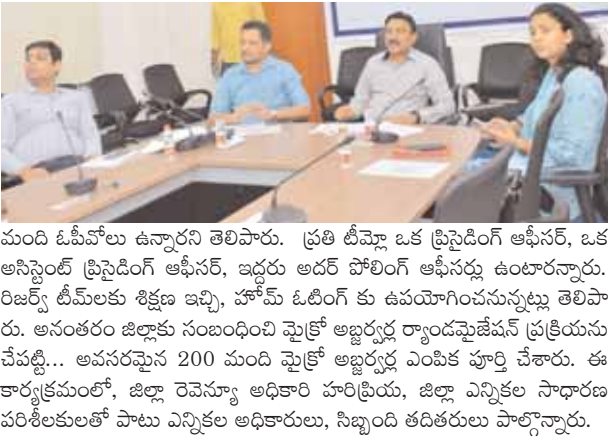 మంది ఓపీవోలు ఉన్నారని తెలిపారు. ప్రతి టీమ్లో ఒక ప్రిసైడింగ్ ఆఫీసర్, ఒక
అసిస్టెంట్ ప్రిసైడింగ్ ఆఫీసర్, ఇద్దరు అదర్ పోలింగ్ ఆఫీసర్లు ఉంటారన్నారు.
రిజర్వ్ టీమ్‌లకు శిక్షణ ఇచ్చి, హోమ్ ఓటింగ్ కు ఉపయోగించనున్నట్లు తెలిపా
రు. అనంతరం జిల్లాకు సంబంధించి మైక్రో అబ్జర్వర్ల ర్యాండమైజేషన్ ప్రక్రియను
చేపట్టి... అవసరమైన 200 మంది మైక్రో అబ్జర్వర్ల ఎంపిక పూర్తి చేశారు. ఈ
కార్యక్రమంలో, జిల్లా రెవెన్యూ అధికారి హరిప్రియ, జిల్లా ఎన్నికల సాధారణ
పరిశీలకులతో పాటు ఎన్నికల అధికారులు, సిబ్బంది తదితరులు పాల్గొన్నారు.